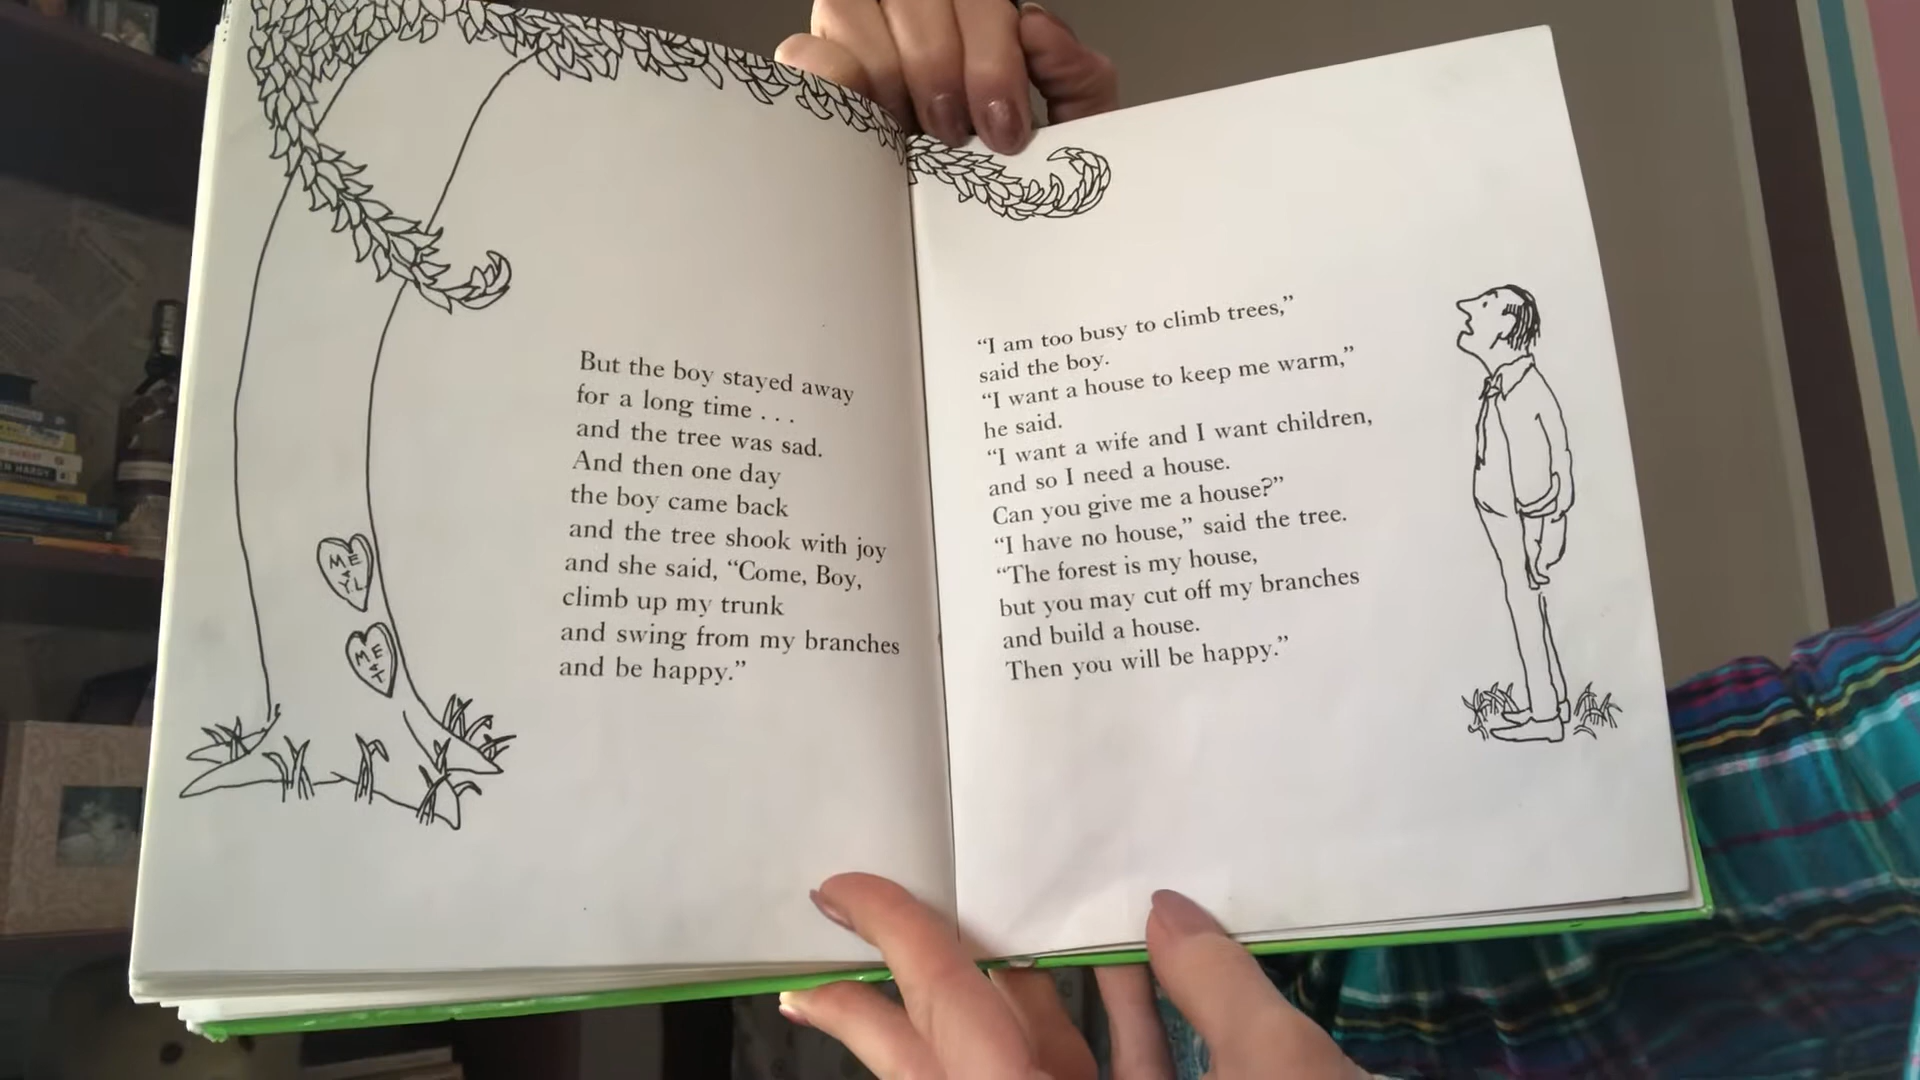 But the boy stayed away
for a long time . . .
and the tree was sad.
And then one day
the boy came back
and the tree shook with joy
and she said, “Come, Boy,
climb up my trunk
and swing from my branches
and be happy.”
M E
+
Y L
M E
+
T
“I am too busy to climb trees,”
said the boy.
“I want a house to keep me warm,”
he said.
“I want a wife and I want children,
and so I need a house.
Can you give me a house?”
“I have no house,” said the tree.
“The forest is my house,
but you may cut off my branches
and build a house.
Then you will be happy.”
HARDY